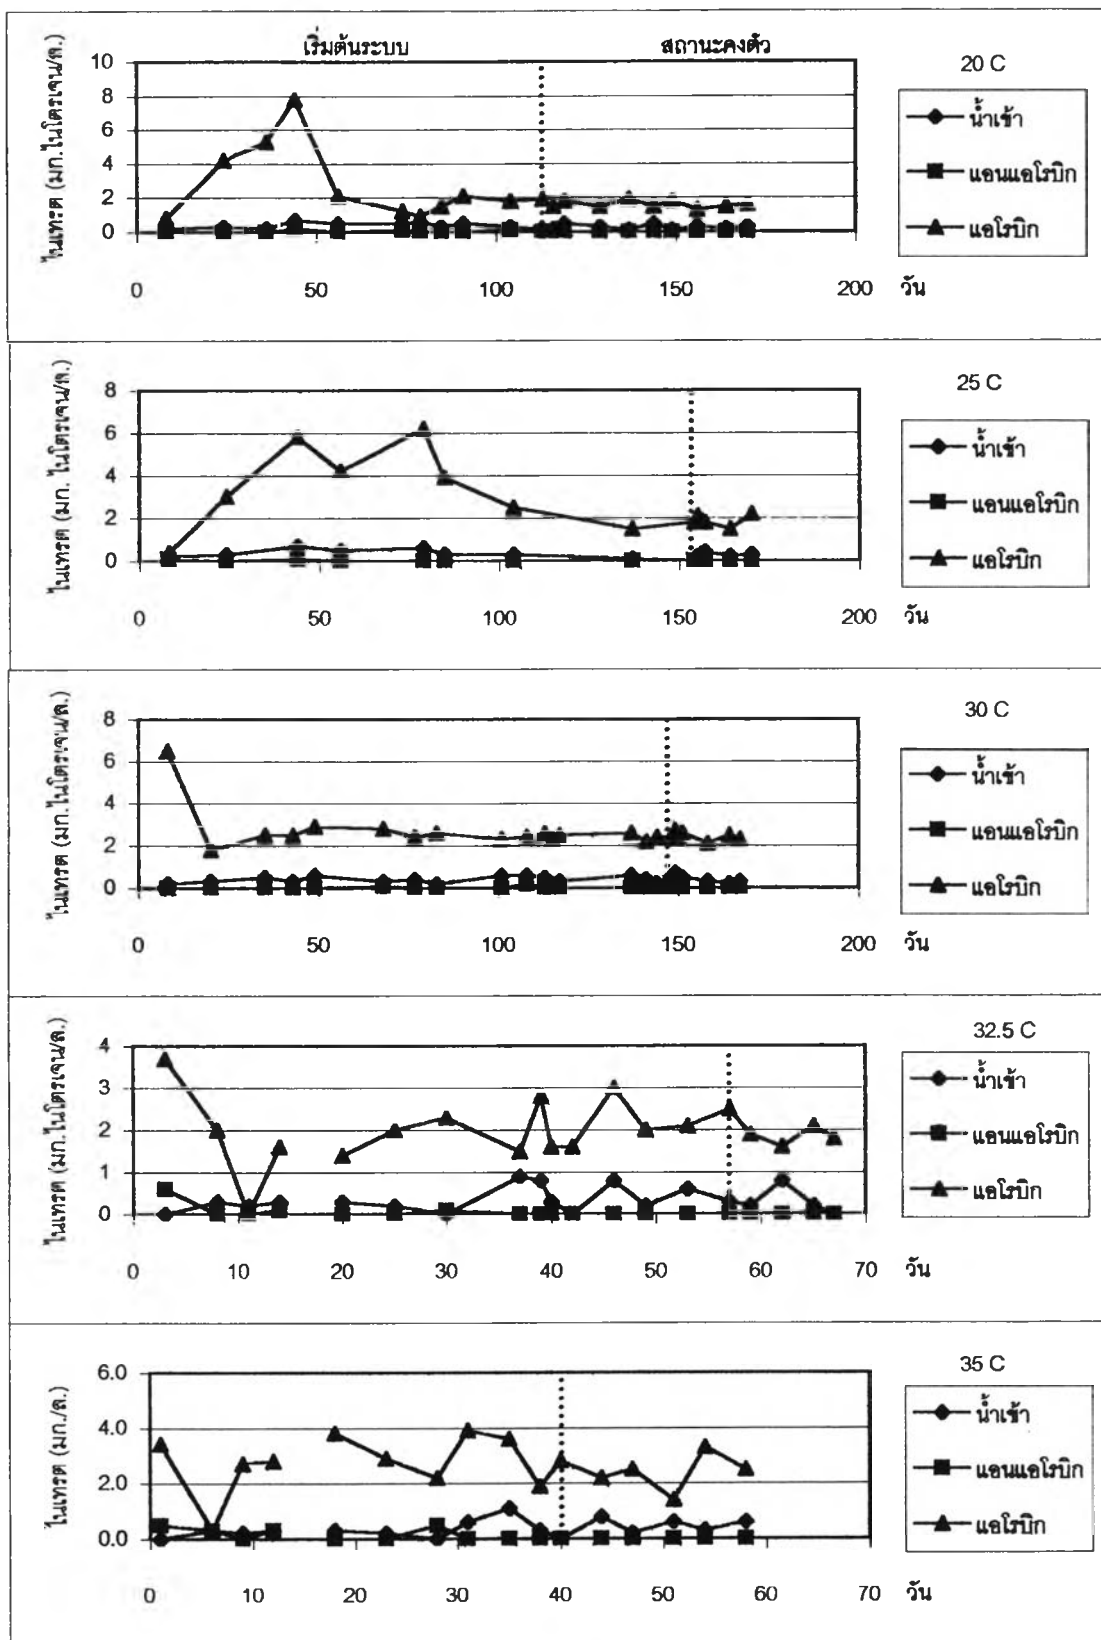 เริ่มต้นระบบ สถานะคงตัว
20 C
ไนเทรต (มก.ไนโตรเจน/ล.)
10
8
6
4
2
0
0 50 100 150 200 วัน
น้ำเข้า
แอนแอโรบิก
แอโรบิก
25 C
ไนเทรต (มก. ไนโตรเจน/ล.)
8
6
4
2
0
0 50 100 150 200 วัน
น้ำเข้า
แอนแอโรบิก
แอโรบิก
30 C
ไนเทรต (มก.ไนโตรเจน/ล.)
8
6
4
2
0
0 50 100 150 200 วัน
น้ำเข้า
แอนแอโรบิก
แอโรบิก
32.5 C
ไนเทรต (มก.ไนโตรเจน/ล.)
4
3
2
1
0
0 10 20 30 40 50 60 70 วัน
น้ำเข้า
แอนแอโรบิก
แอโรบิก
35 C
ไนเทรต (มก./ล.)
6.0
4.0
2.0
0.0
0 10 20 30 40 50 60 70 วัน
น้ำเข้า
แอนแอโรบิก
แอโรบิก